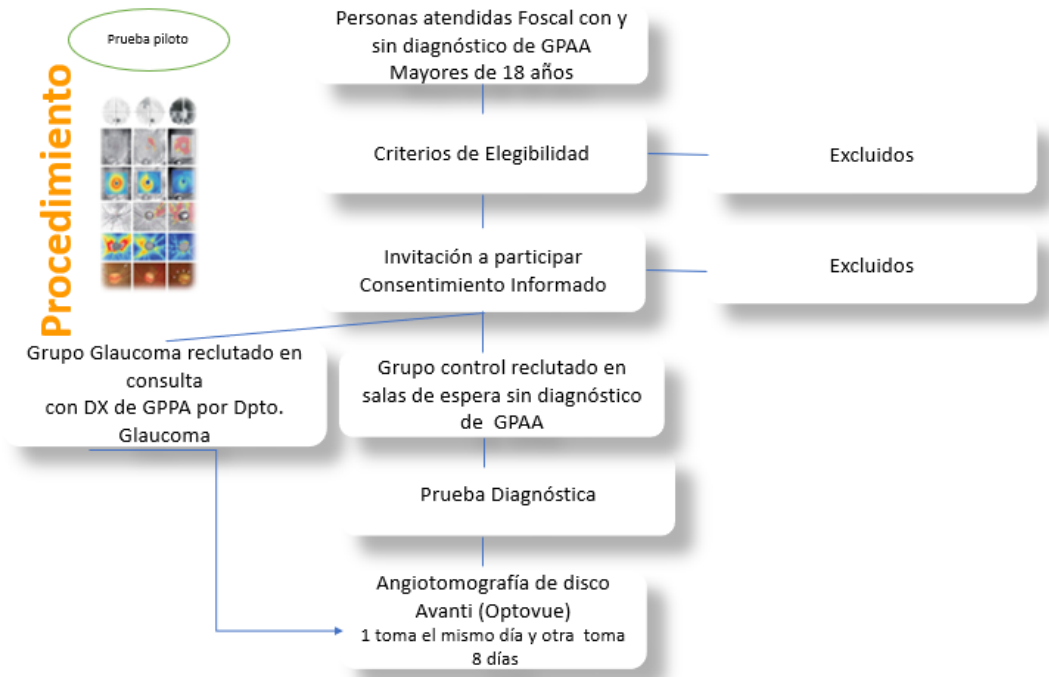 Prueba piloto
Procedimiento
Personas atendidas Foscal con y
sin diagnóstico de GPAA
Mayores de 18 años
Criterios de Elegibilidad
Excluidos
Invitación a participar
Consentimiento Informado
Excluidos
Grupo Glaucoma reclutado en
consulta
con DX de GPPA por Dpto.
Glaucoma
Grupo control reclutado en
salas de espera sin diagnóstico
de GPAA
Prueba Diagnóstica
Angiotomografía de disco
Avanti (Optovue)
1 toma el mismo día y otra toma
8 días